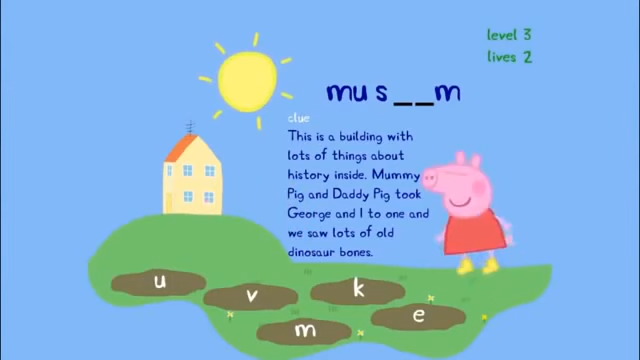 level 3
lives 2
mus__m
clue
This is a building with
lots of things about
history inside. Mummy
Pig and Daddy Pig took
George and I to one and
we saw lots of old
dinosaur bones.
u
v
k
m
e